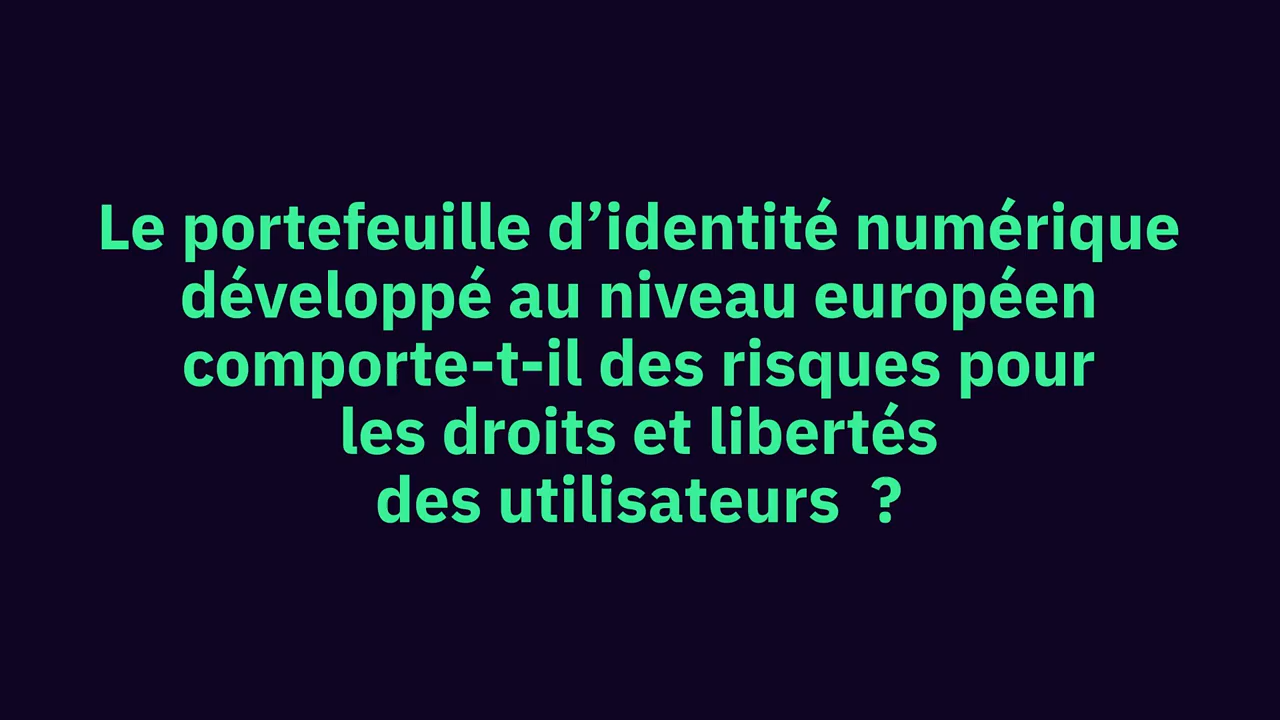 Le portefeuille d’identité numérique
développé au niveau européen
comporte-t-il des risques pour
les droits et libertés
des utilisateurs  ?